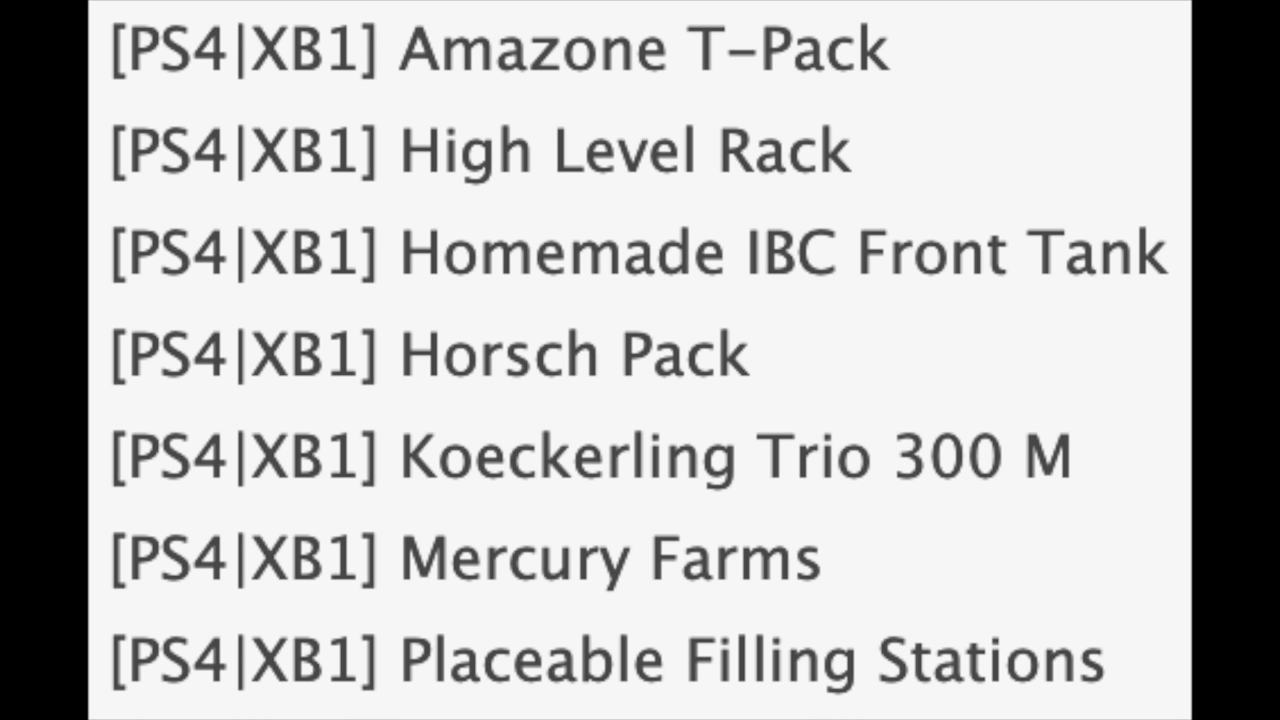 [PS4|XB1] Amazone T-Pack
[PS4|XB1] High Level Rack
[PS4|XB1] Homemade IBC Front Tank
[PS4|XB1] Horsch Pack
[PS4|XB1] Koeckerling Trio 300 M
[PS4|XB1] Mercury Farms
[PS4|XB1] Placeable Filling Stations